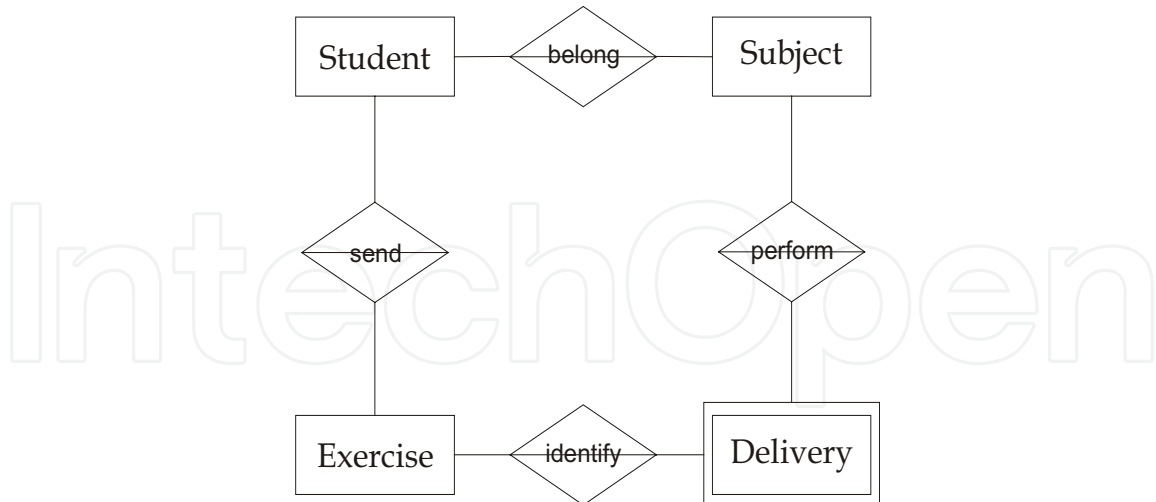 Student
belong
Subject
send
perform
IntechOpen
Exercise
identify
Delivery